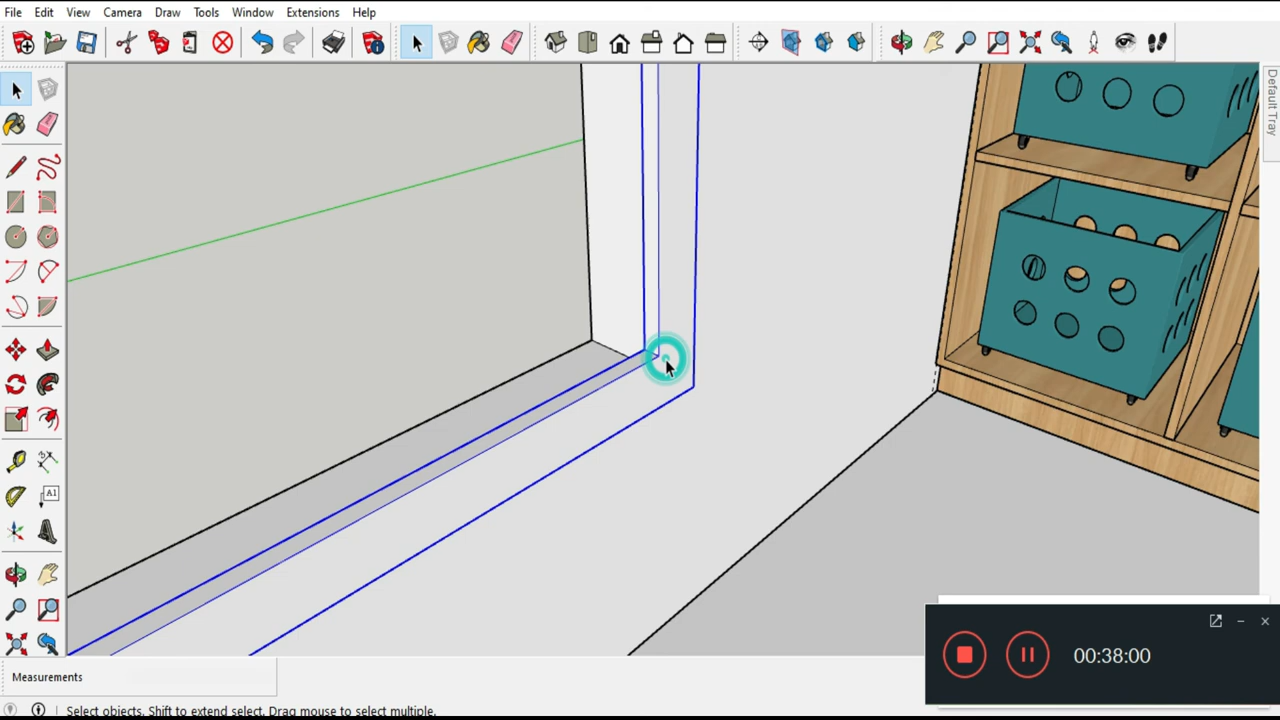 File Edit View Camera Draw Tools Window Extensions Help
Default Tray
A1
00:38:00
Measurements
Select objects. Shift to extend select. Drag mouse to select multiple.